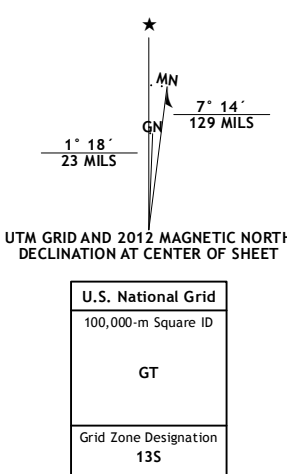 ★
MN
GN
7° 14´
129 MILS
1° 18´
23 MILS
UTM GRID AND 2012 MAGNETIC NORTH
DECLINATION AT CENTER OF SHEET
U.S. National Grid
100,000-m Square ID
GT
Grid Zone Designation
13S